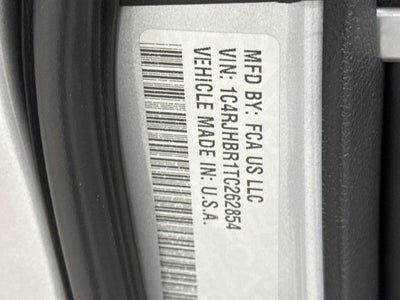 MFD BY: FCA US LLC
VIN: 1C4RJHBR1TC262854
VEHICLE MADE IN: U.S.A.